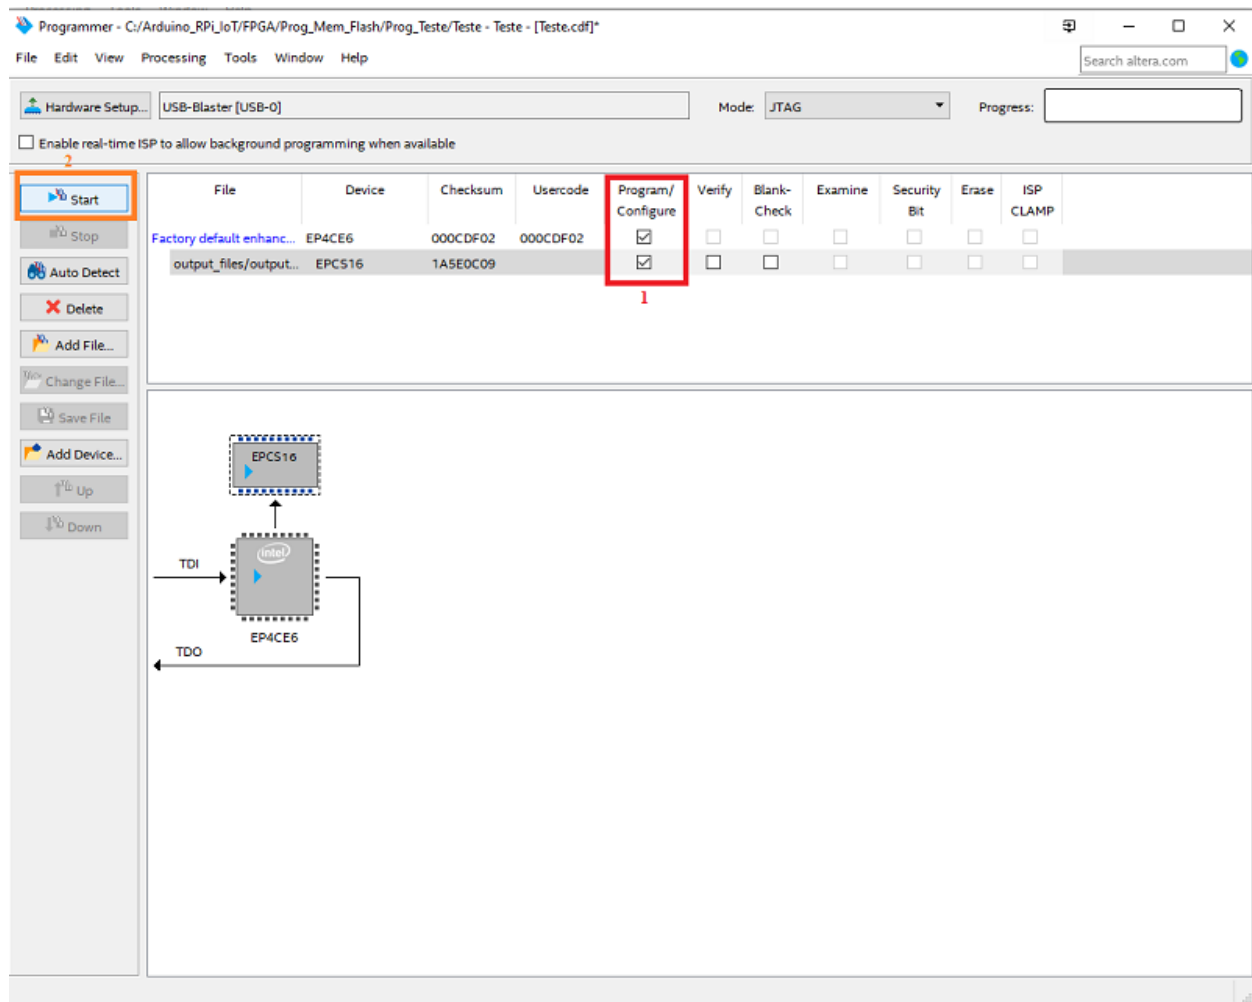 Programmer - C:/Arduino_RPi_IoT/FPGA/Prog_Mem_Flash/Prog_Teste/Teste - Teste - [Teste.cdf]*
File Edit View Processing Tools Window Help
Search altera.com
Hardware Setup... USB-Blaster [USB-0] Mode: JTAG Progress:
Enable real-time ISP to allow background programming when available
2
Start
Stop
Auto Detect
Delete
Add File...
Change File...
Save File
Add Device...
Up
Down
File Device Checksum Usercode Program/ Verify Blank- Examine Security Erase ISP
Configure Check Bit CLAMP
Factory default enhanc... EP4CE6 000CDF02 000CDF02
output_files/output... EPCS16 1A5E0C09
1
EPCS16
intel
TDI
EP4CE6
TDO